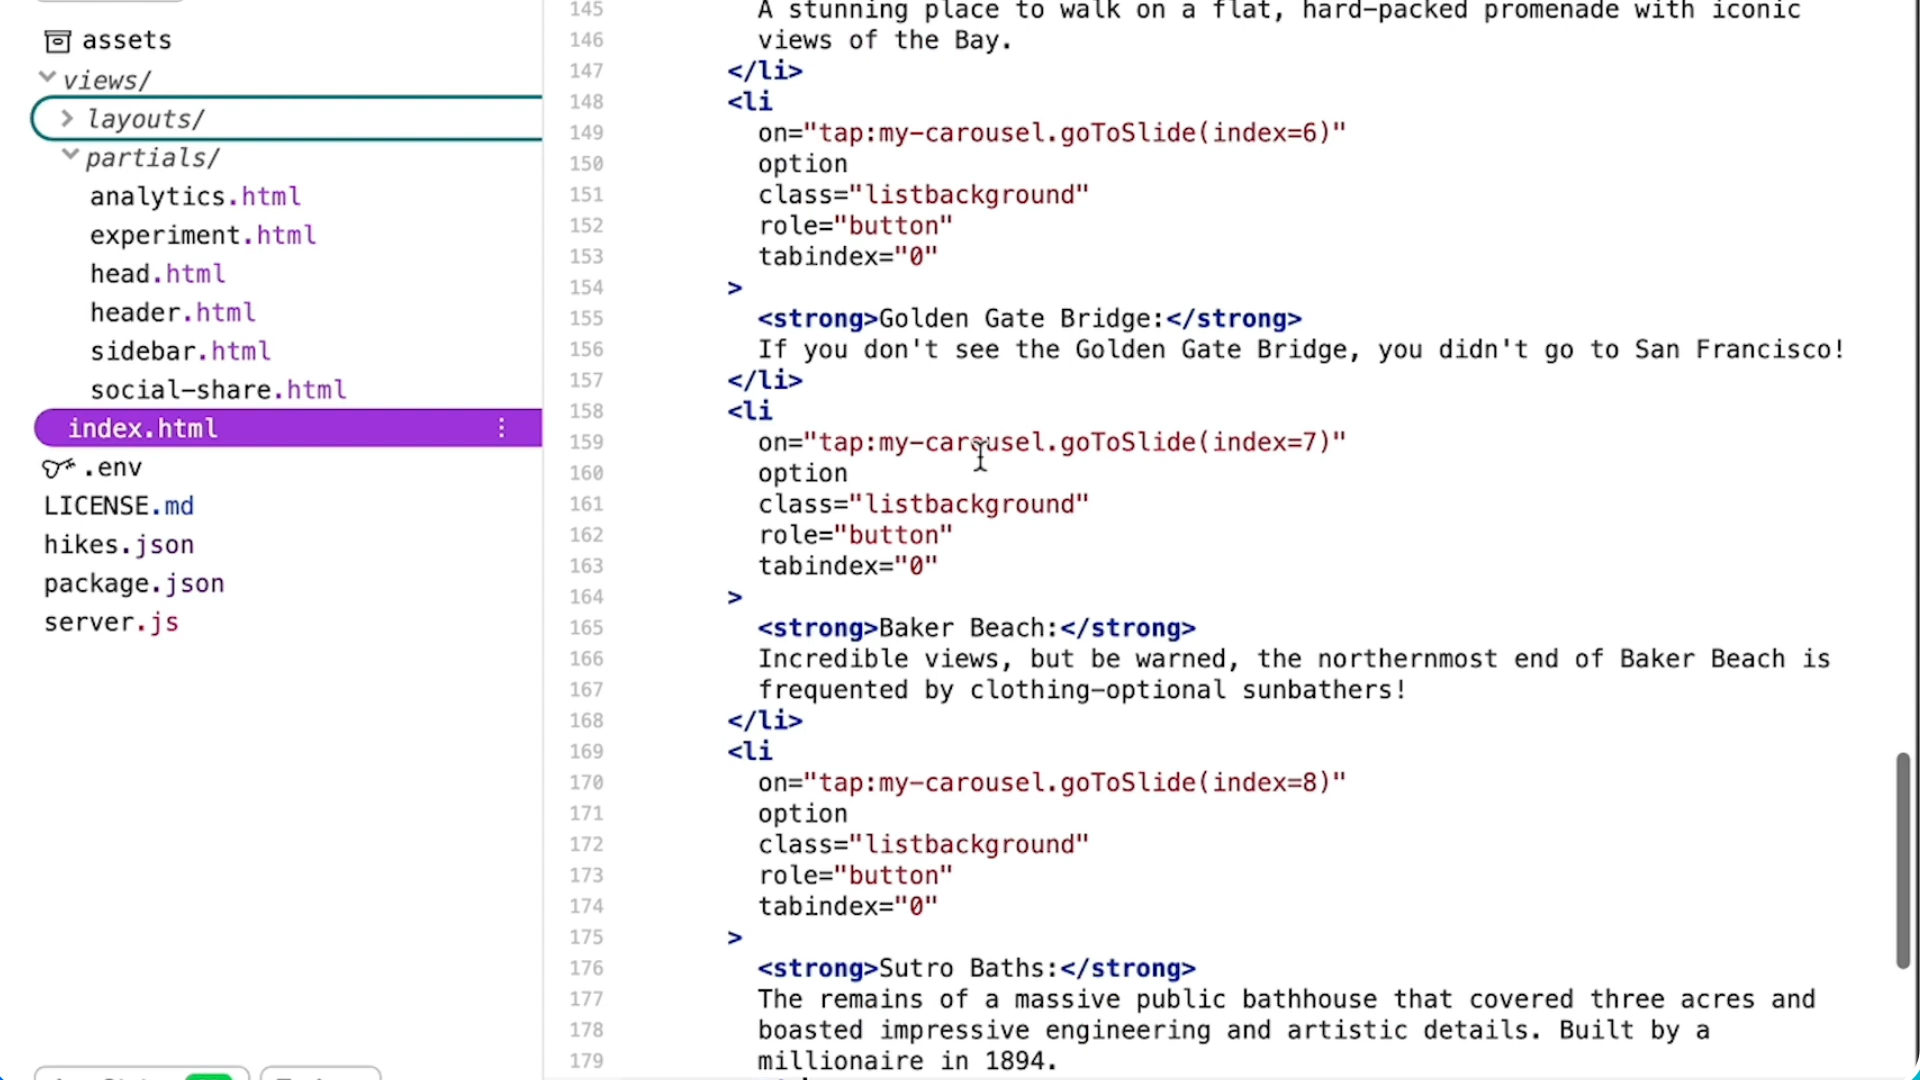 assets
views/
layouts/
partials/
analytics.html
experiment.html
head.html
header.html
sidebar.html
social-share.html
index.html
.env
LICENSE.md
hikes.json
package.json
server.js
145 A stunning place to walk on a flat, hard-packed promenade with iconic
146 views of the Bay.
147 </li>
148 <li
149 on="tap:my-carousel.goToSlide(index=6)"
150 option
151 class="listbackground"
152 role="button"
153 tabindex="0"
154 >
155 <strong>Golden Gate Bridge:</strong>
156 If you don't see the Golden Gate Bridge, you didn't go to San Francisco!
157 </li>
158 <li
159 on="tap:my-carousel.goToSlide(index=7)"
160 option
161 class="listbackground"
162 role="button"
163 tabindex="0"
164 >
165 <strong>Baker Beach:</strong>
166 Incredible views, but be warned, the northernmost end of Baker Beach is
167 frequented by clothing-optional sunbathers!
168 </li>
169 <li
170 on="tap:my-carousel.goToSlide(index=8)"
171 option
172 class="listbackground"
173 role="button"
174 tabindex="0"
175 >
176 <strong>Sutro Baths:</strong>
177 The remains of a massive public bathhouse that covered three acres and
178 boasted impressive engineering and artistic details. Built by a
179 millionaire in 1894.